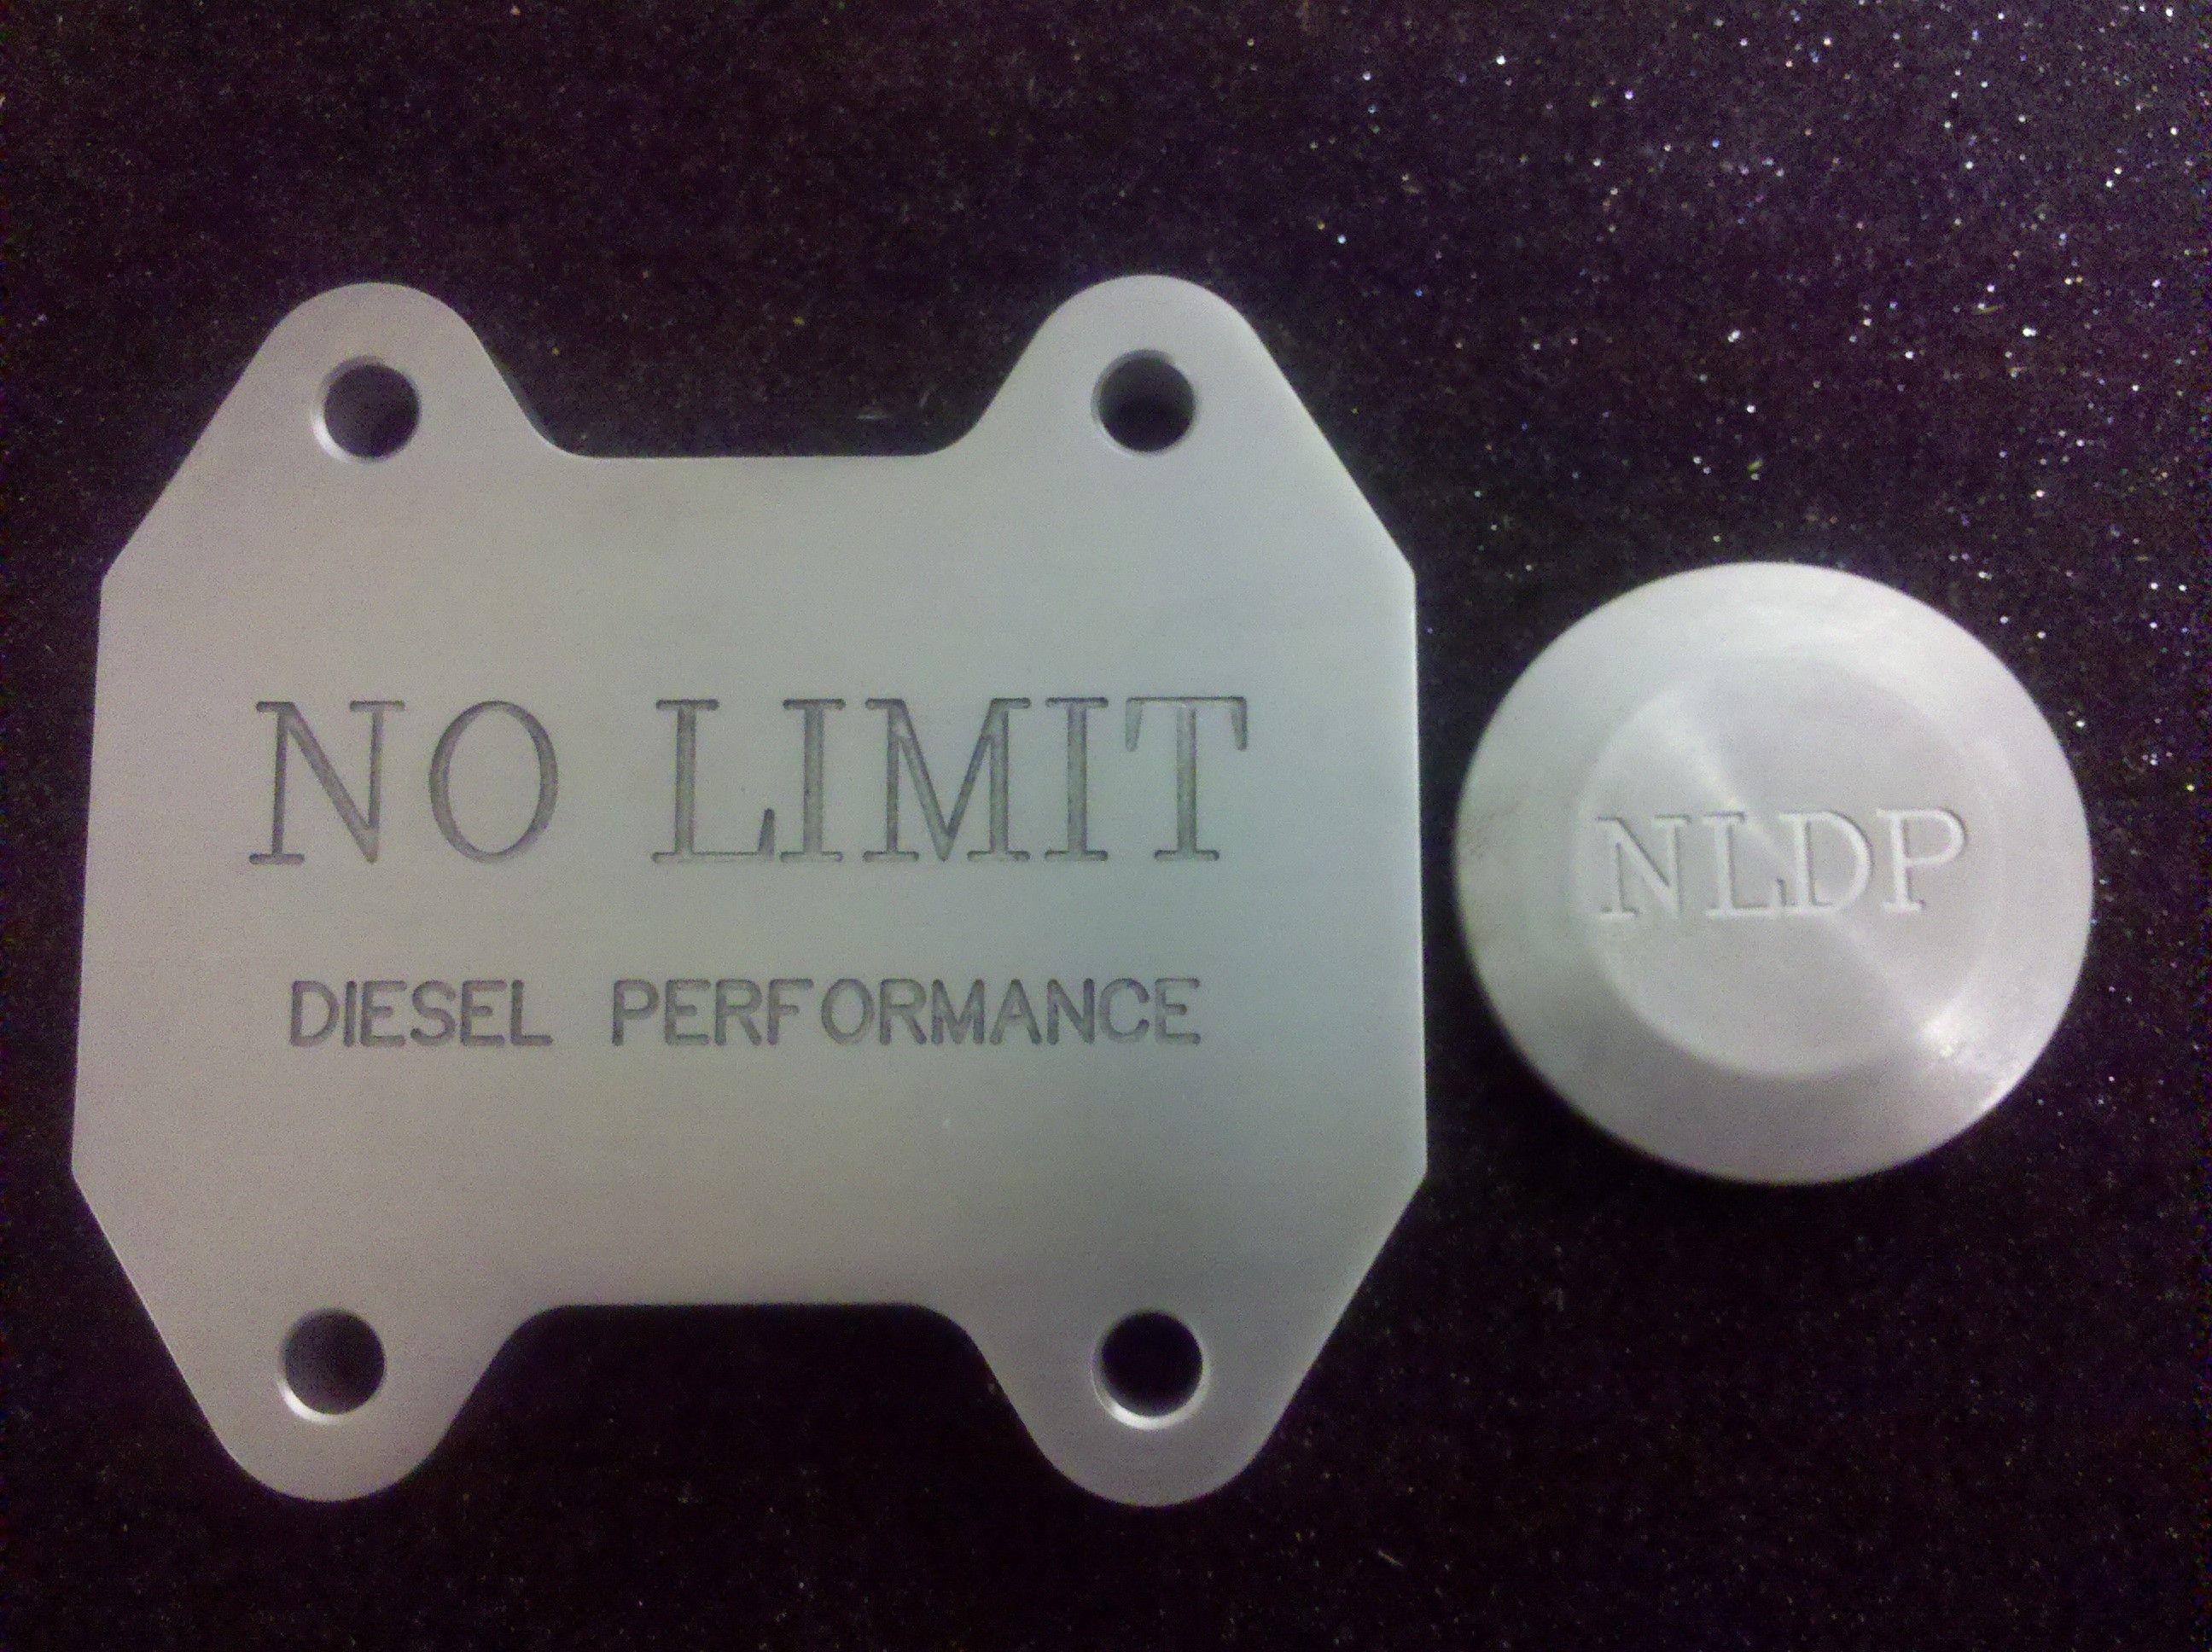 NO LIMIT
DIESEL PERFORMANCE
NLDP